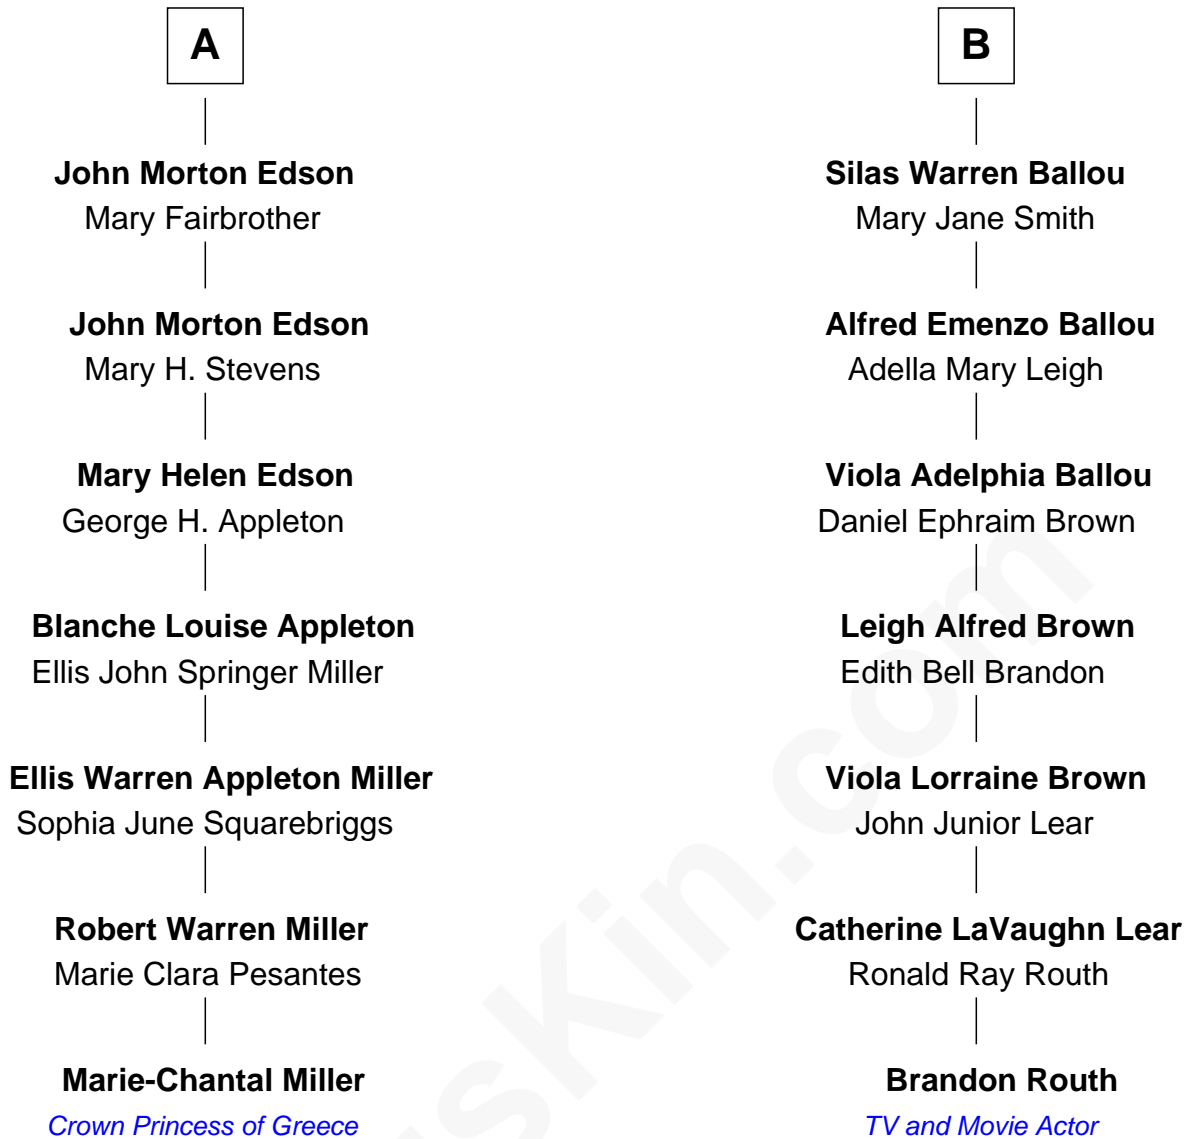 A
John Morton Edson
Mary Fairbrother
John Morton Edson
Mary H. Stevens
Mary Helen Edson
George H. Appleton
Blanche Louise Appleton
Ellis John Springer Miller
Ellis Warren Appleton Miller
Sophia June Squarebriggs
Robert Warren Miller
Marie Clara Pesantes
Marie-Chantal Miller
Crown Princess of Greece
B
Silas Warren Ballou
Mary Jane Smith
Alfred Emenzo Ballou
Adella Mary Leigh
Viola Adelphia Ballou
Daniel Ephraim Brown
Leigh Alfred Brown
Edith Bell Brandon
Viola Lorraine Brown
John Junior Lear
Catherine LaVaughn Lear
Ronald Ray Routh
Brandon Routh
TV and Movie Actor